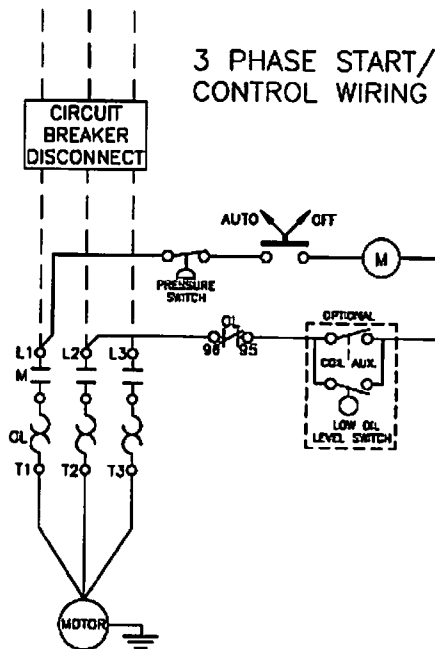 3 PHASE START/
CONTROL WIRING
CIRCUIT
BREAKER
DISCONNECT
AUTO OFF
M
PRESSURE
SWITCH
OPTIONAL
OL
L1 L2 L3
96 95
COIL AUX.
M
LOW OIL
LEVEL SWITCH
OL
T1 T2 T3
MOTOR